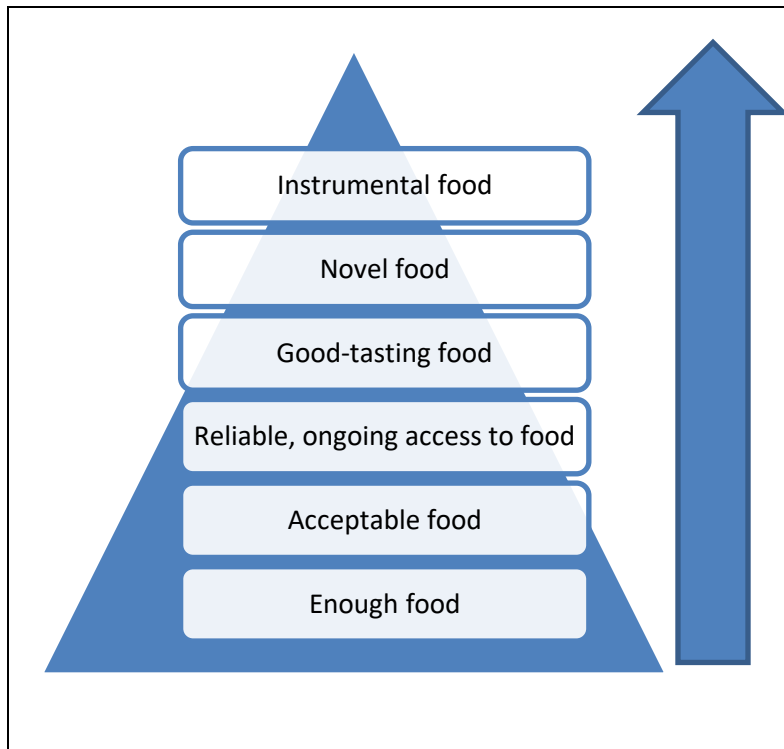 Instrumental food
Novel food
Good-tasting food
Reliable, ongoing access to food
Acceptable food
Enough food